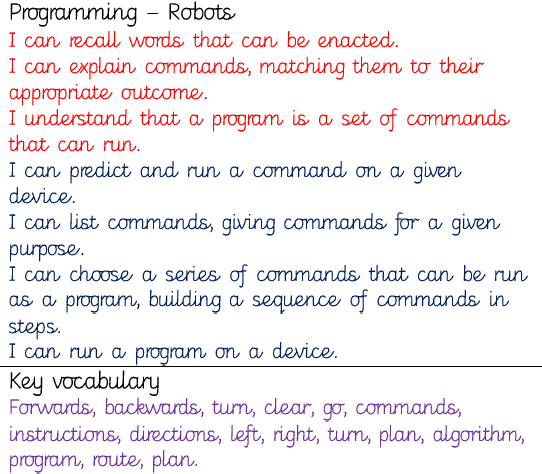 Programming – Robots
I can recall words that can be enacted.
I can explain commands, matching them to their
appropriate outcome.
I understand that a program is a set of commands
that can run.
I can predict and run a command on a given
device.
I can list commands, giving commands for a given
purpose.
I can choose a series of commands that can be run
as a program, building a sequence of commands in
steps.
I can run a program on a device.
Key vocabulary
Forwards, backwards, turn, clear, go, commands,
instructions, directions, left, right, turn, plan, algorithm,
program, route, plan.